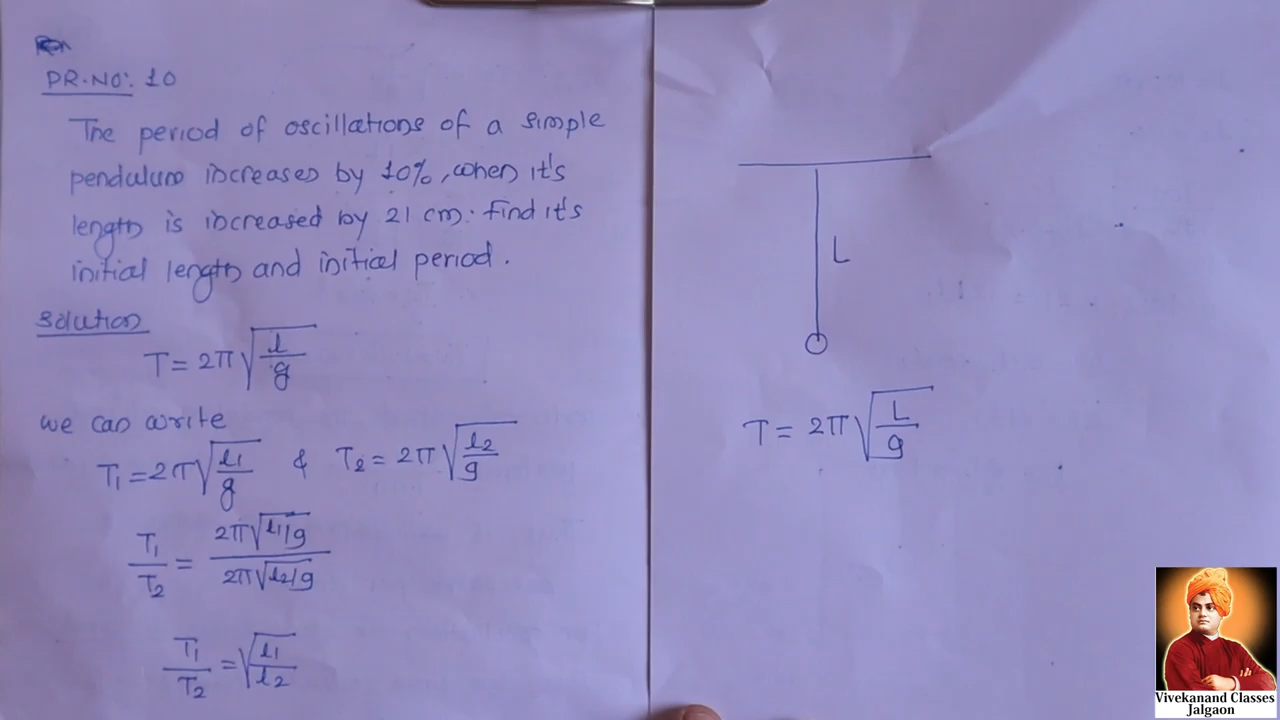 PR.NO: 10
The period of oscillations of a simple
pendulum increases by 10%, when it's
length is increased by 21 cm. find it's
initial length and initial period.
Solution
T = 2π√(l/g)
we can write
T₁ = 2π√(l₁/g) & T₂ = 2π√(l₂/g)
T₁/T₂ = 2π√(l₁/g) / 2π√(l₂/g)
T₁/T₂ = √(l₁/l₂)
L
T = 2π√(L/g)
Vivekanand Classes
Jalgaon